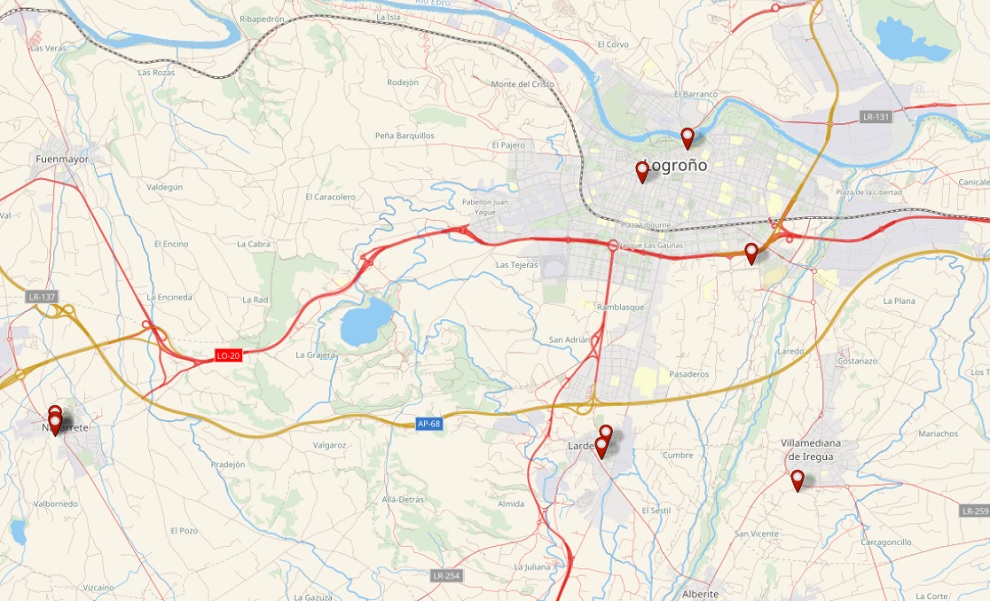 Río Ebro
Ribapedrón
La Isla
Las Veras
El Corvo
Las Rozas
Rodejón
Monte del Cristo
El Barranco
LR-131
Peña Barquillos
El Pajero
Fuenmayor
Logroño
Valdegún
El Caracolero
Pabellón Juan
Yagüe
Plaza de la Libertad
Canicale
Val
El Encino
La Cabra
Parque Las Gaunas
Las Tejeras
LR-137
La Encineda
La Rad
Ramblasque
La Plana
San Adrián
LO-20
La Grajera
Laredo
Costanazo
Pasaderos
Los T
AP-68
Mariachos
Valgaroz
Villamediana
de Iregua
Cumbre
Pradejón
Allá-Detrás
Valbornedo
Almida
El Sestil
LR-259
El Pozo
San Vicente
Carragoncillo
La Juliana
LR-254
Vizcaíno
La Gazuza
Alberite
La Corte